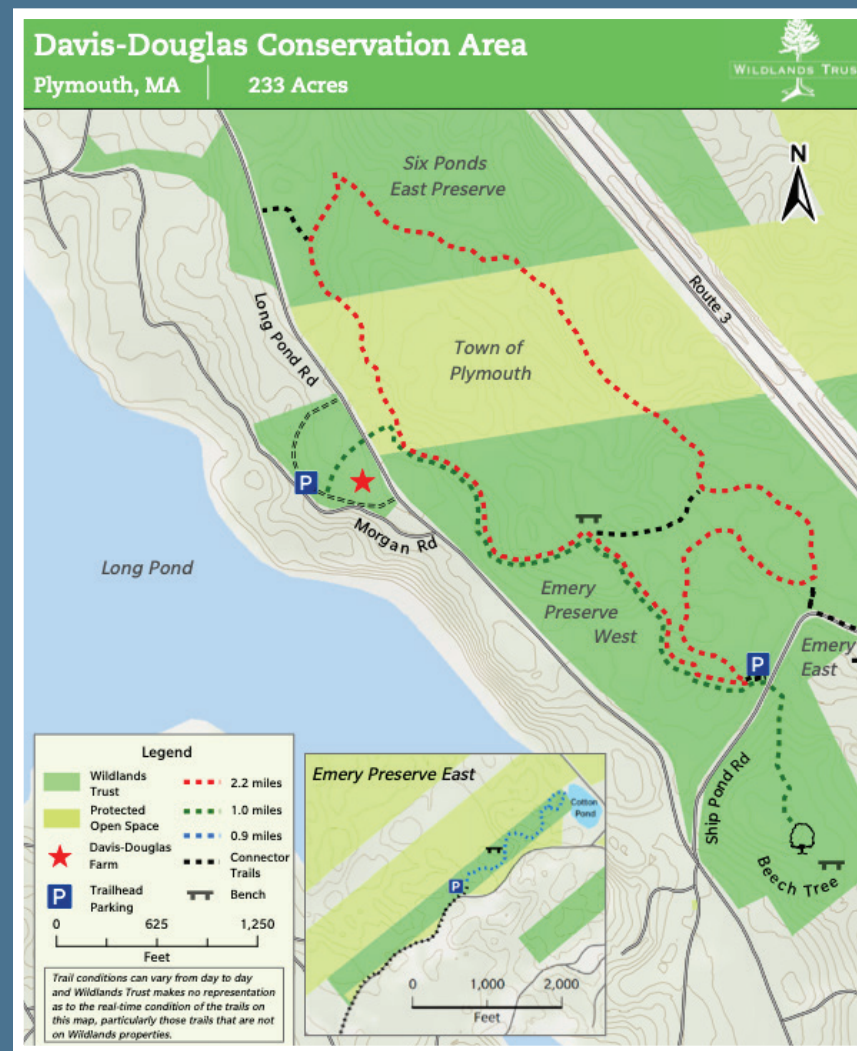 Davis-Douglas Conservation Area
Plymouth, MA | 233 Acres
WILDLANDS TRUST
N
Six Ponds
East Preserve
Route 3
Long Pond Rd
Town of
Plymouth
P
Morgan Rd
Long Pond
Emery
Preserve
West
P
Emery
East
Ship Pond Rd
Beech Tree
Legend
Wildlands
Trust
Protected
Open Space
Davis-Douglas
Farm
P
Trailhead
Parking
2.2 miles
1.0 miles
0.9 miles
Connector
Trails
Bench
0 625 1,250
Feet
Trail conditions can vary from day to day
and Wildlands Trust makes no representation
as to the real-time condition of the trails on
this map, particularly those trails that are not
on Wildlands properties.
Emery Preserve East
Cotton
Pond
P
0 1,000 2,000
Feet